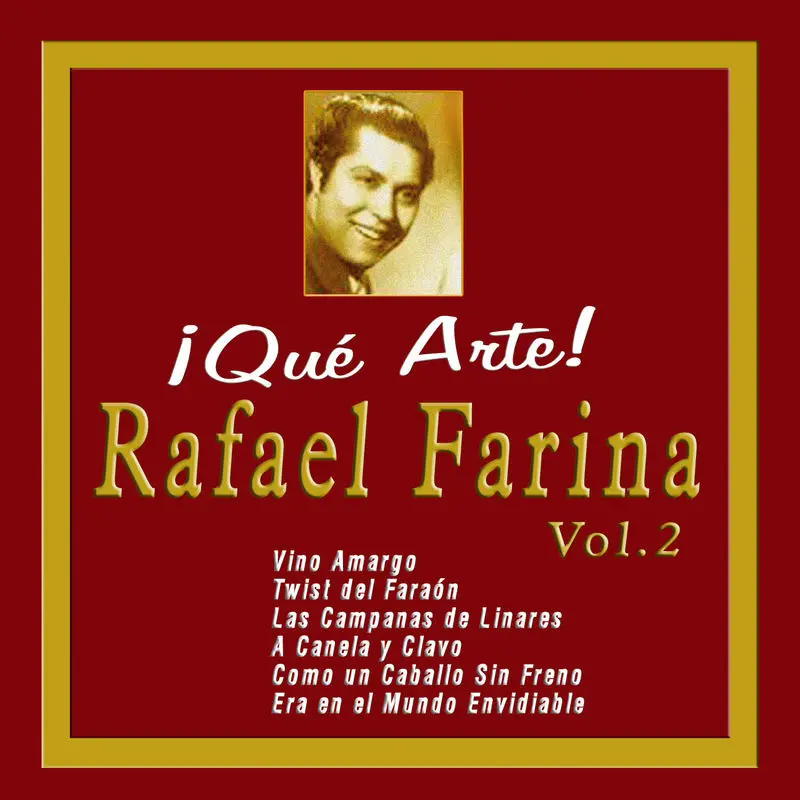 ¡Qué Arte!
Rafael Farina
Vol.2
Vino Amargo
Twist del Faraón
Las Campanas de Linares
A Canela y Clavo
Como un Caballo Sin Freno
Era en el Mundo Envidiable